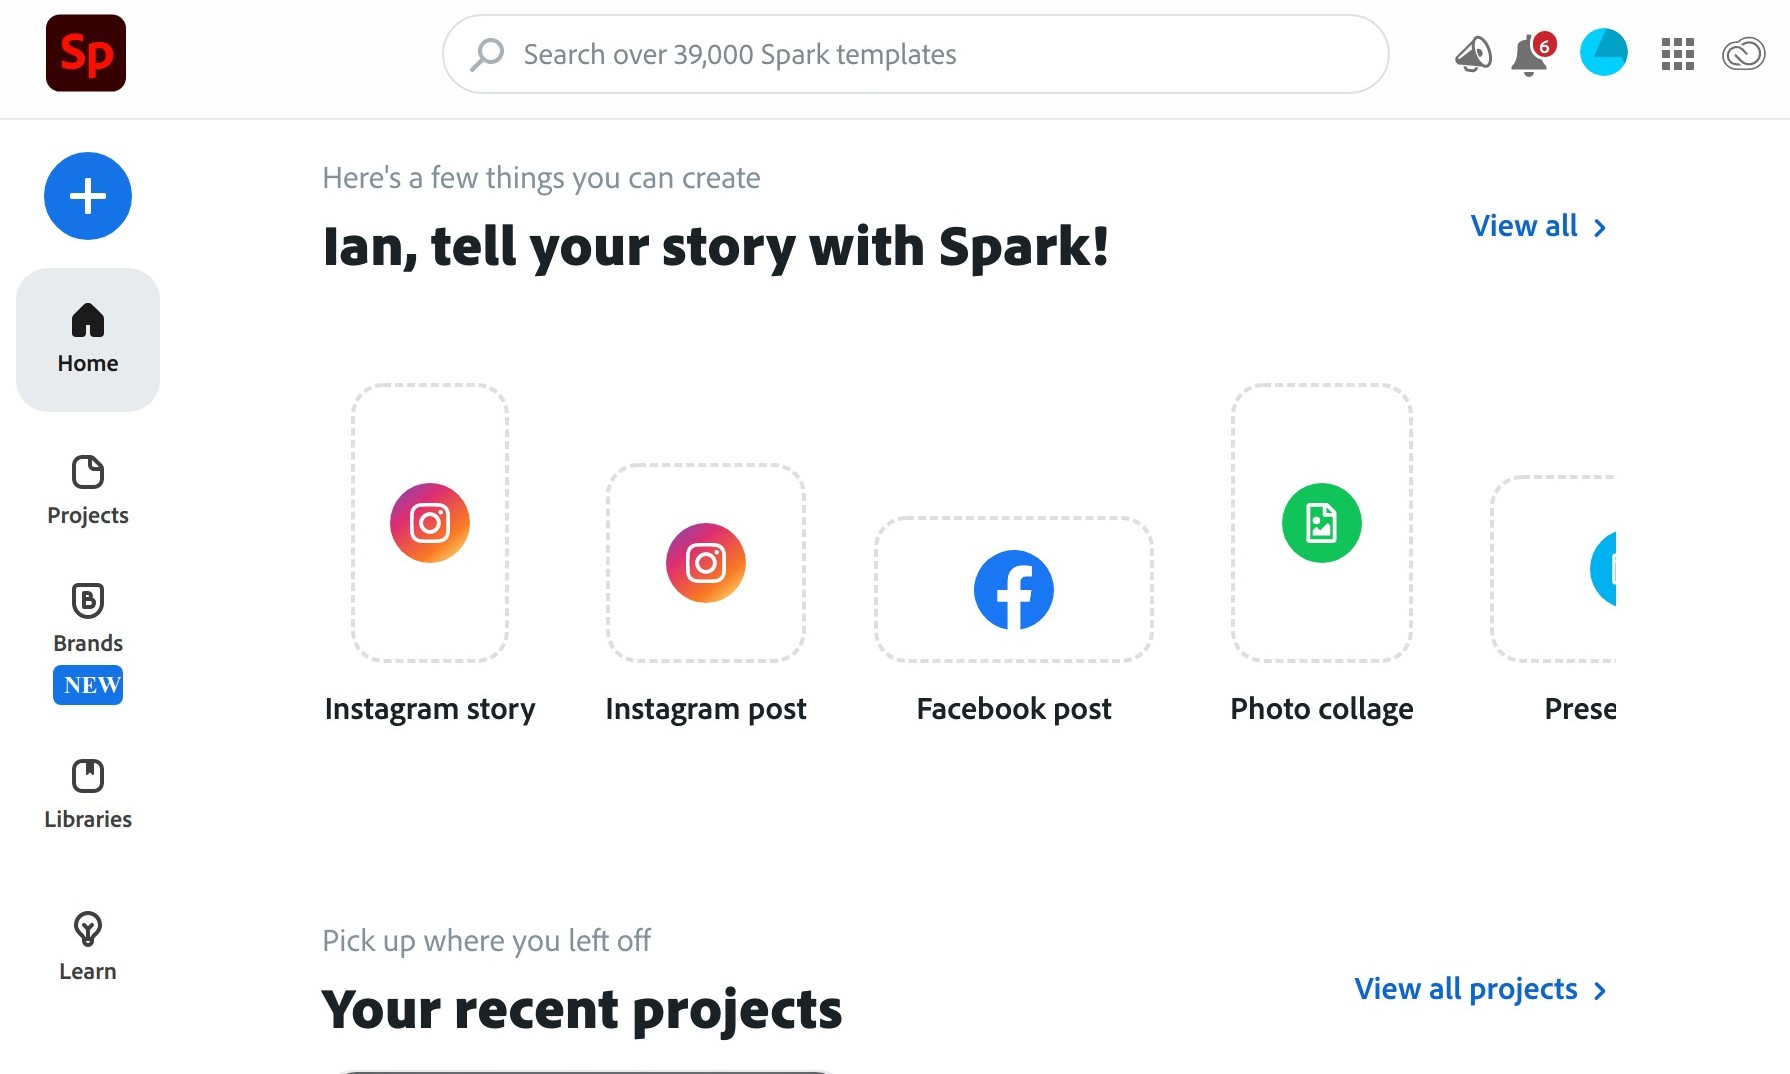 Sp
Search over 39,000 Spark templates
6
Here's a few things you can create
Ian, tell your story with Spark!
View all
Home
Projects
B
Brands
NEW
Libraries
Learn
Instagram story
Instagram post
Facebook post
Photo collage
Prese
Pick up where you left off
Your recent projects
View all projects